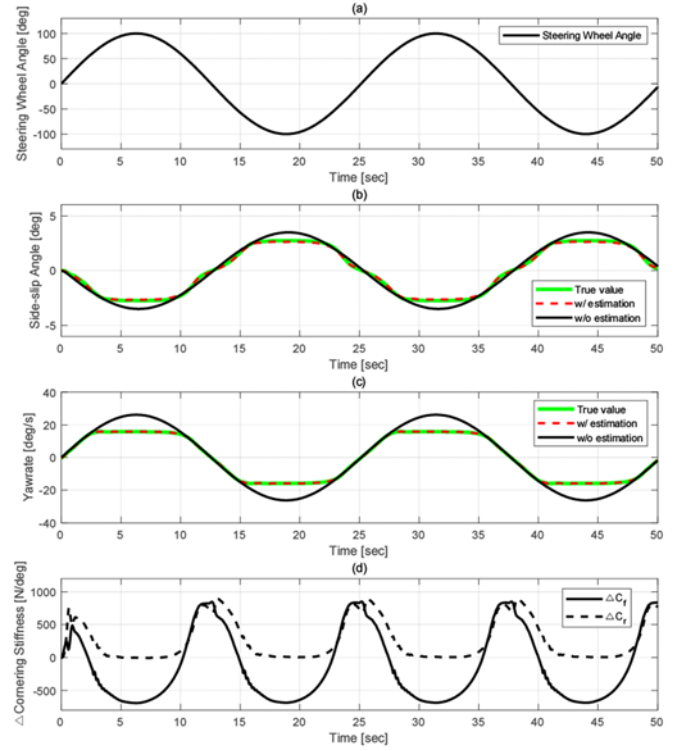 (a)
Steering Wheel Angle [deg]
100
50
0
-50
-100
Steering Wheel Angle
0 5 10 15 20 25 30 35 40 45 50
Time [sec]
(b)
Side-slip Angle [deg]
5
0
-5
True value
w/ estimation
w/o estimation
0 5 10 15 20 25 30 35 40 45 50
Time [sec]
(c)
Yawrate [deg/s]
40
20
0
-20
-40
True value
w/ estimation
w/o estimation
0 5 10 15 20 25 30 35 40 45 50
Time [sec]
(d)
△Cornering Stiffness [N/deg]
1000
500
0
-500
△C_f
△C_r
0 5 10 15 20 25 30 35 40 45 50
Time [sec]